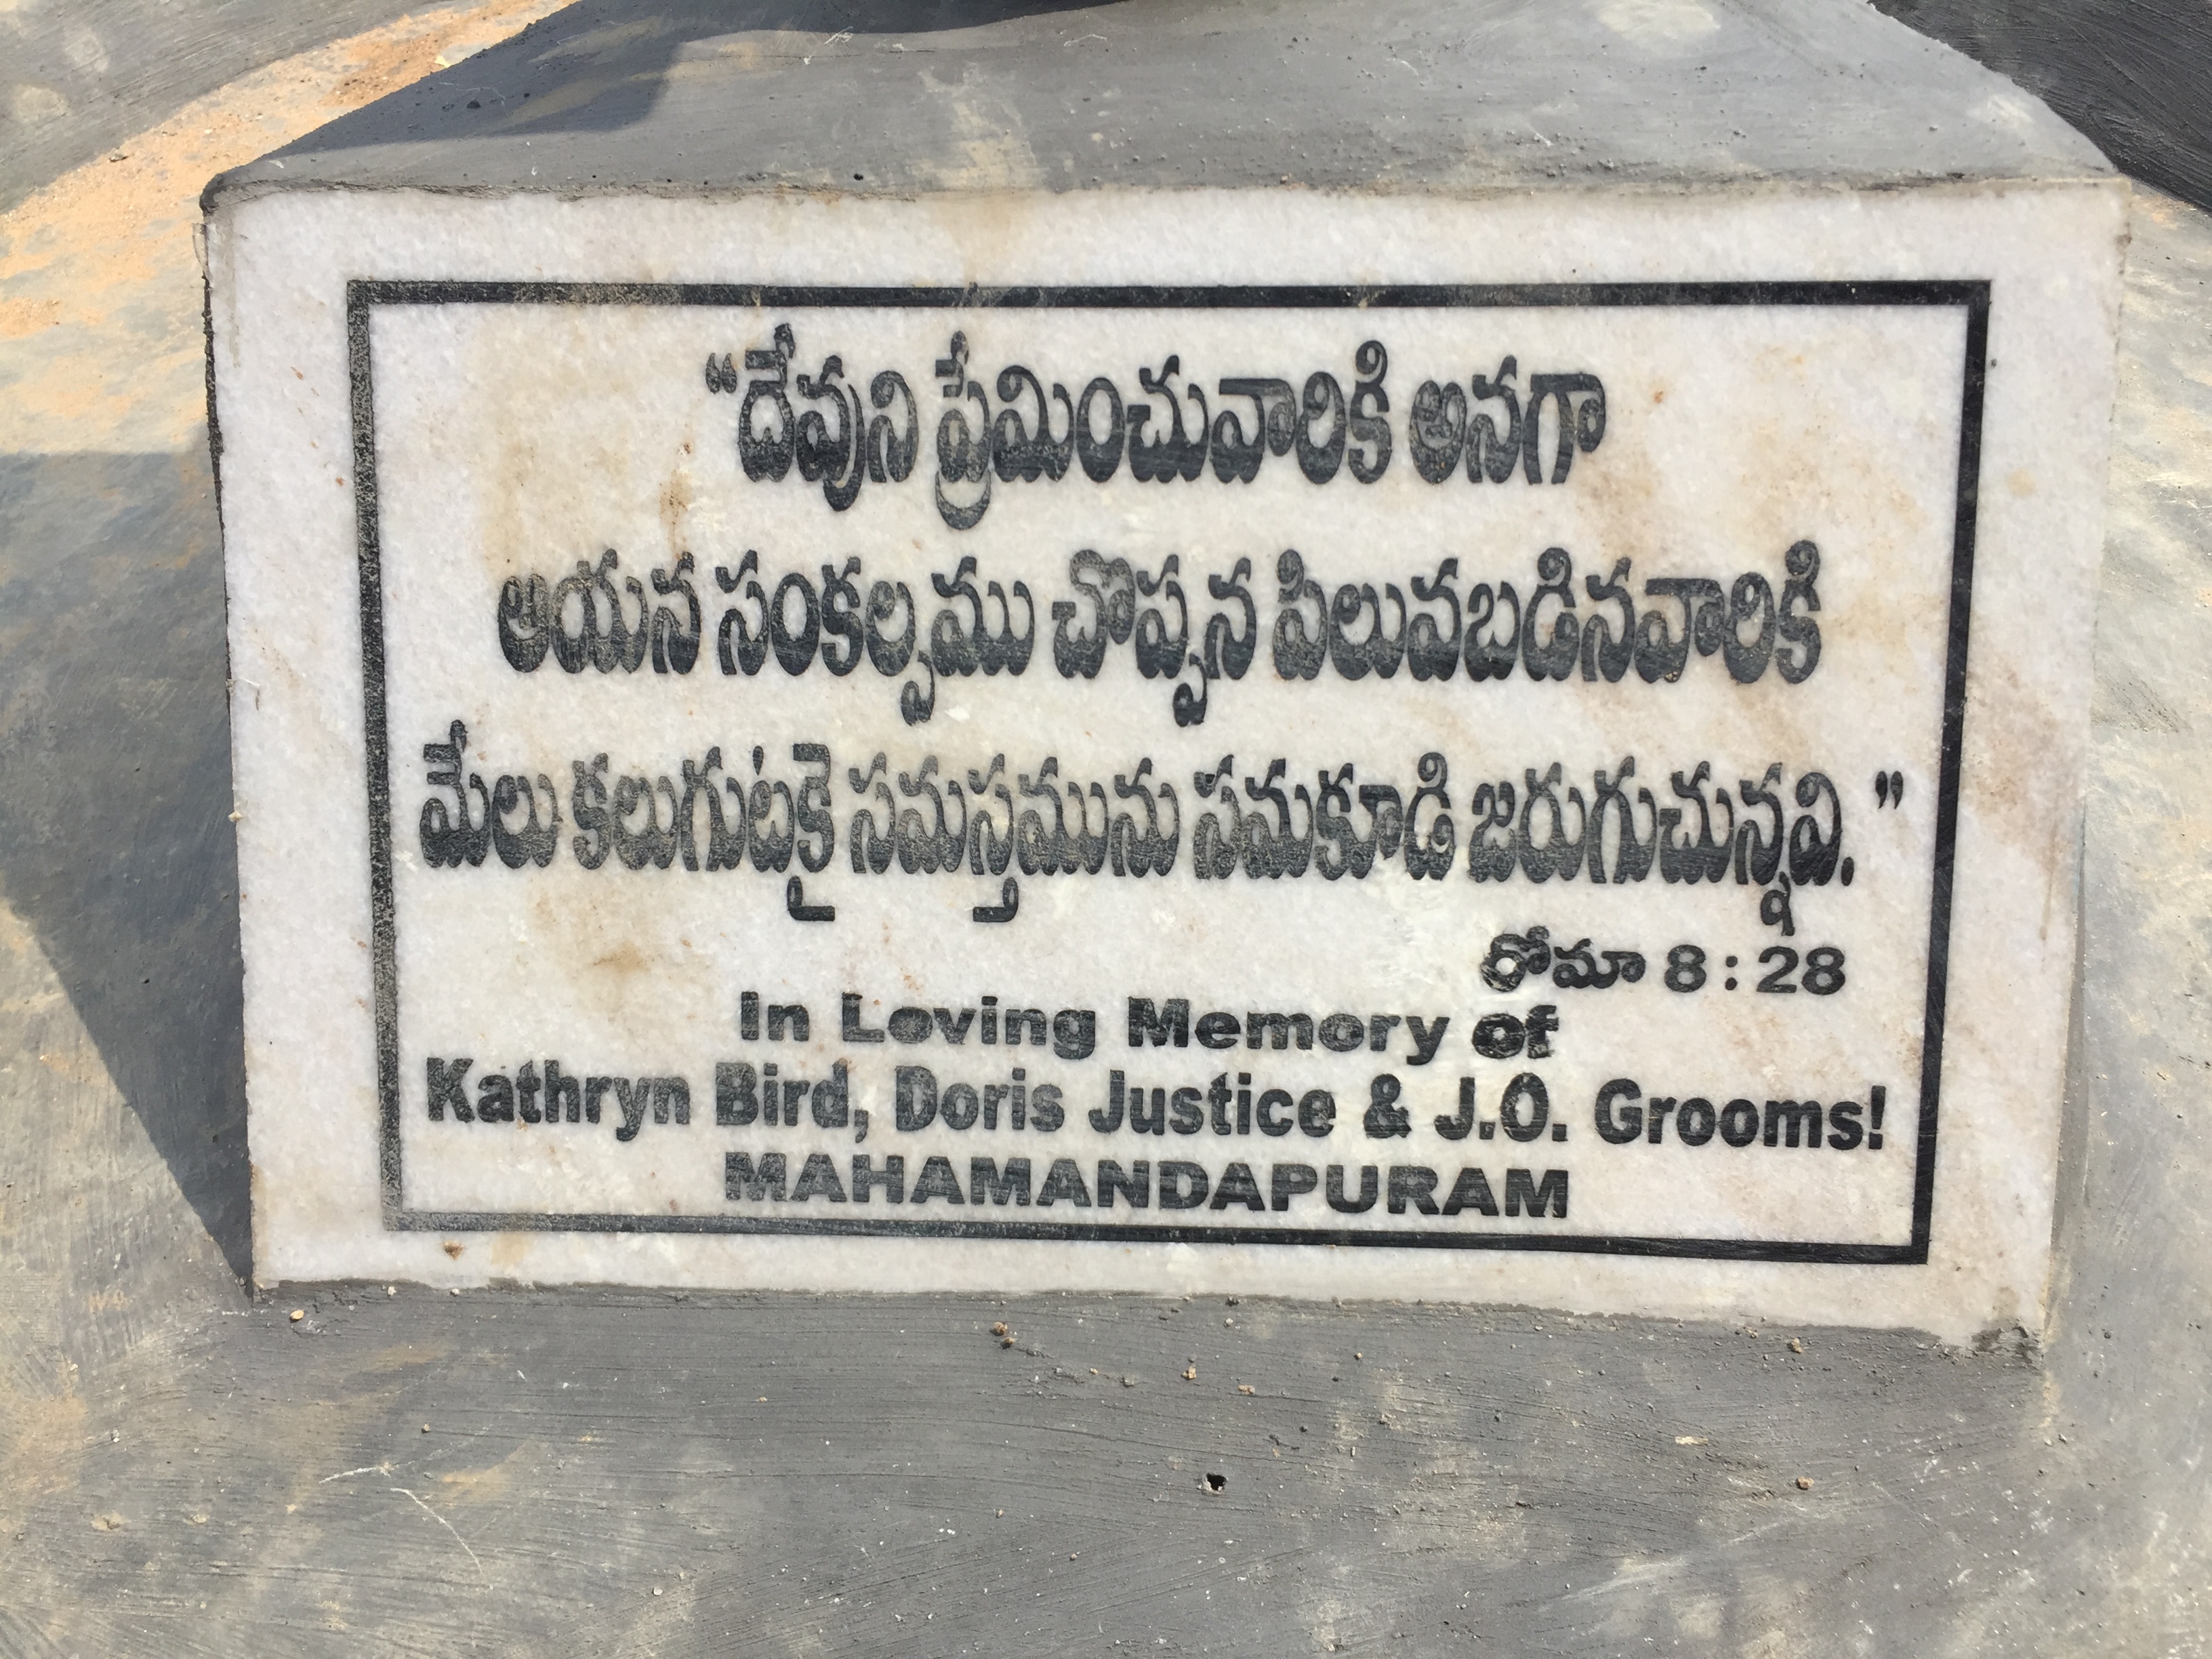 “దేవుని ప్రేమించువారికి అనగా
ఆయన సంకల్పము చొప్పున పిలువబడినవారికి
మేలు కలుగుటకై సమస్తమును సమకూడి జరుగుచున్నవి.”
రోమా 8 : 28
In Loving Memory of
Kathryn Bird, Doris Justice & J.O. Grooms!
MAHAMANDAPURAM